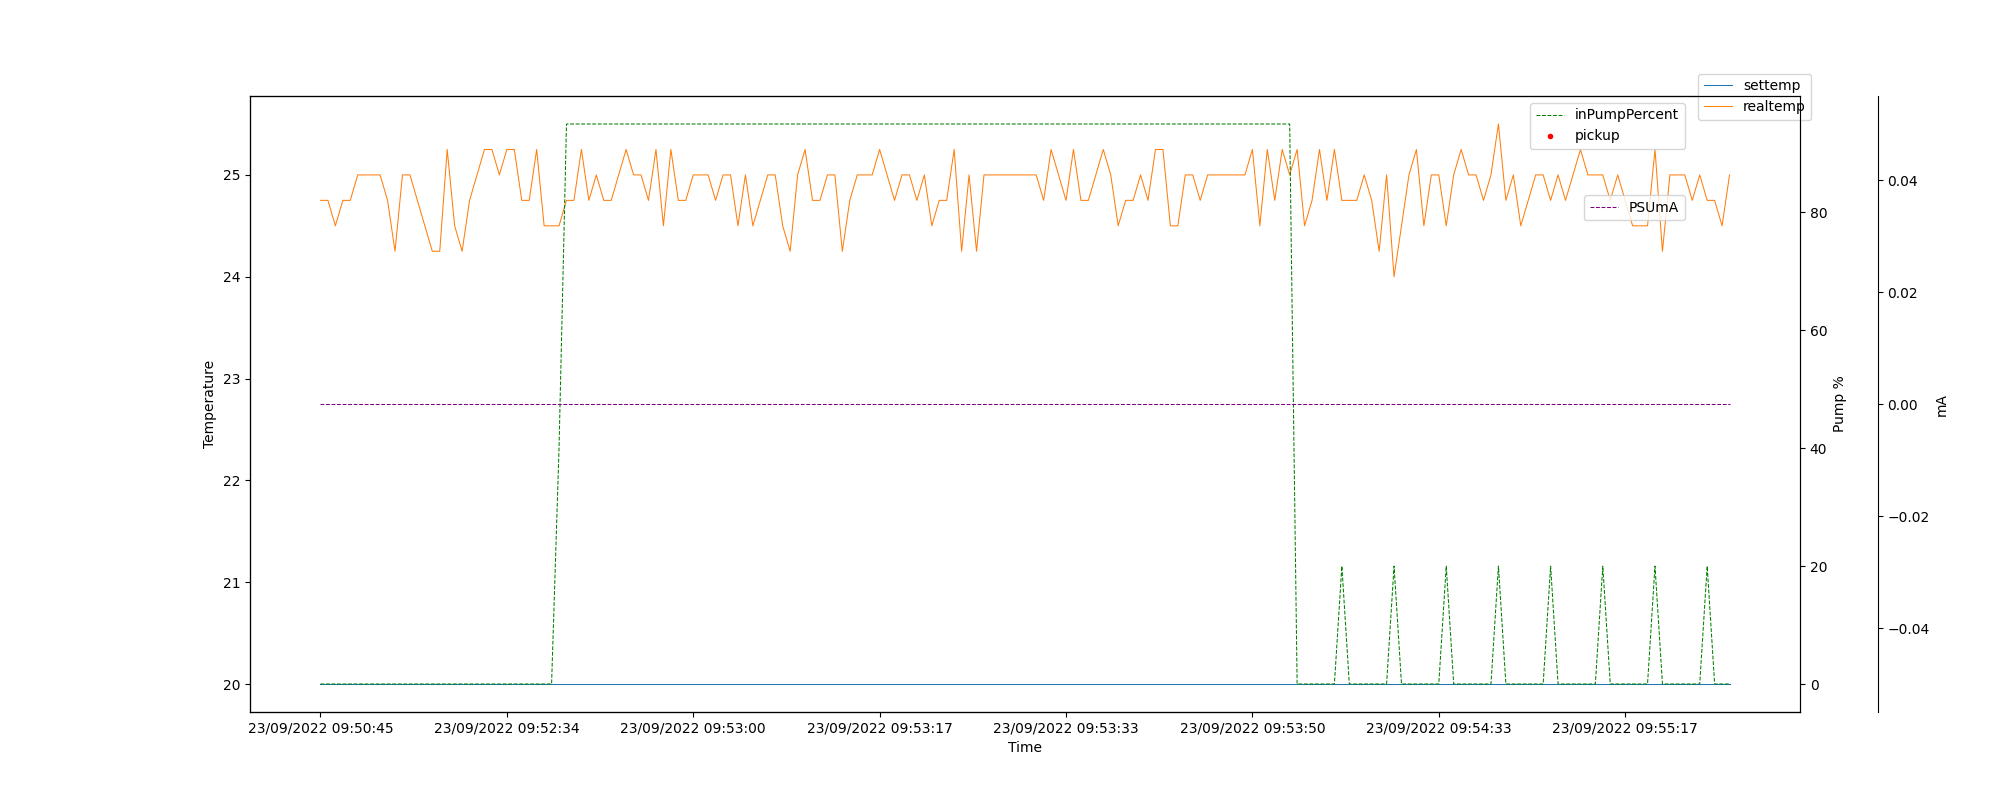 settemp
realtemp
inPumpPercent
pickup
PSUmA
25
24
23
22
21
20
Temperature
80
60
40
20
0
Pump %
0.04
0.02
0.00
−0.02
−0.04
mA
23/09/2022 09:50:45
23/09/2022 09:52:34
23/09/2022 09:53:00
23/09/2022 09:53:17
23/09/2022 09:53:33
23/09/2022 09:53:50
23/09/2022 09:54:33
23/09/2022 09:55:17
Time